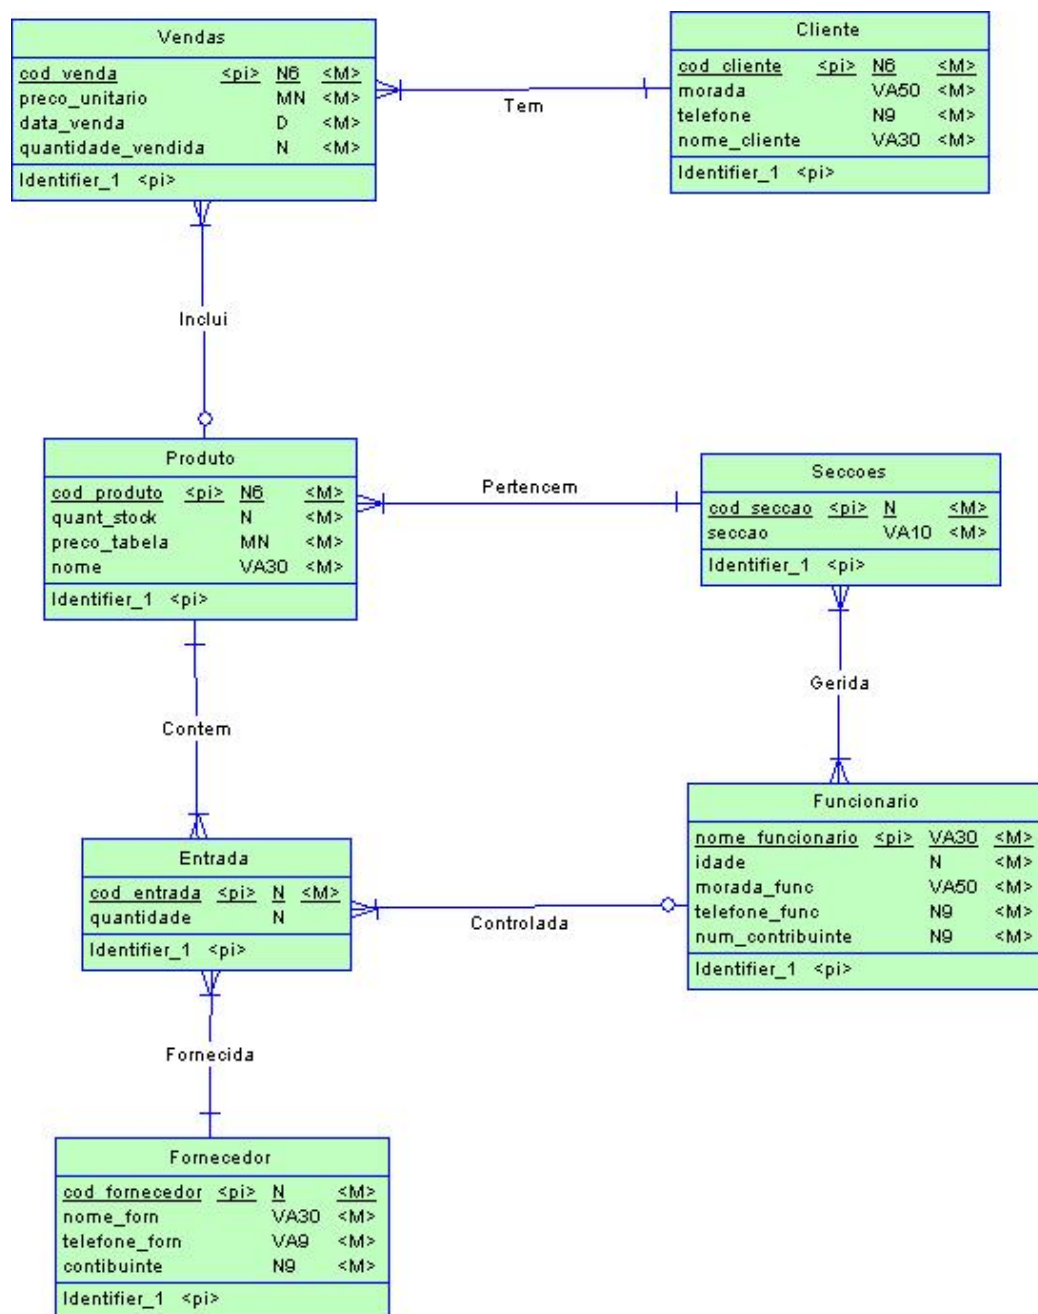 Vendas
cod_venda <pi> N6 <M>
preco_unitario MN <M>
data_venda D <M>
quantidade_vendida N <M>
Identifier_1 <pi>
Cliente
cod_cliente <pi> N6 <M>
morada VA50 <M>
telefone N9 <M>
nome_cliente VA30 <M>
Identifier_1 <pi>
Tem
Inclui
Produto
cod_produto <pi> N6 <M>
quant_stock N <M>
preco_tabela MN <M>
nome VA30 <M>
Identifier_1 <pi>
Pertencem
Seccoes
cod_seccao <pi> N <M>
seccao VA10 <M>
Identifier_1 <pi>
Gerida
Contem
Funcionario
nome_funcionario <pi> VA30 <M>
idade N <M>
morada_func VA50 <M>
telefone_func N9 <M>
num_contribuinte N9 <M>
Identifier_1 <pi>
Entrada
cod_entrada <pi> N <M>
quantidade N
Identifier_1 <pi>
Controlada
Fornecida
Fornecedor
cod_fornecedor <pi> N <M>
nome_forn VA30 <M>
telefone_forn VA9 <M>
contibuinte N9 <M>
Identifier_1 <pi>